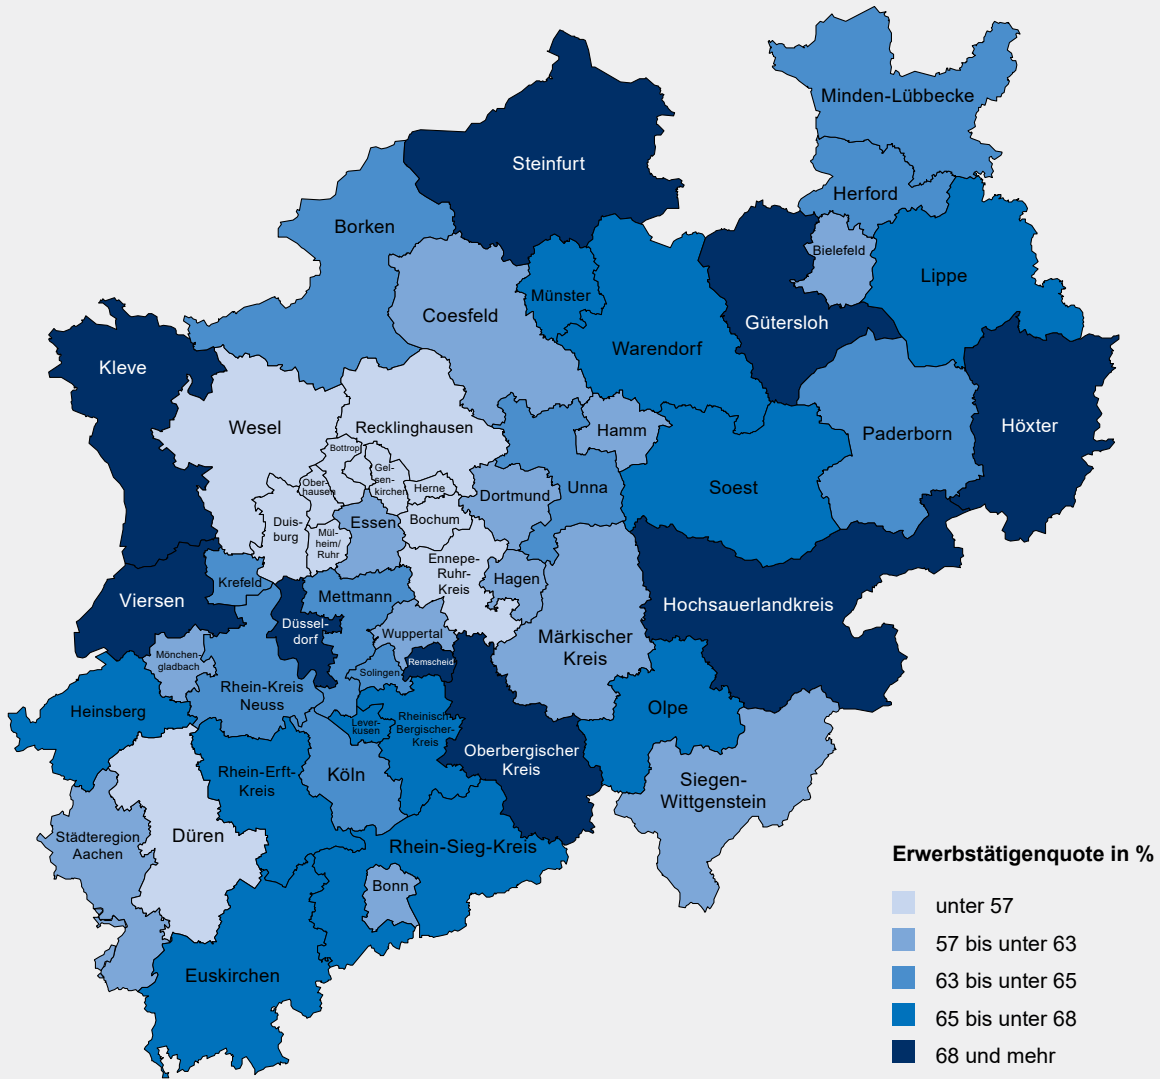 Minden-Lübbecke
Steinfurt
Herford
Borken
Bielefeld
Lippe
Münster
Coesfeld
Gütersloh
Warendorf
Kleve
Wesel
Recklinghausen
Höxter
Hamm
Paderborn
Bottrop
Gel-
sen-
kirchen
Ober-
hausen
Herne
Dortmund
Unna
Soest
Duis-
burg
Mül-
heim/
Ruhr
Essen
Bochum
Ennepe-
Ruhr-
Kreis
Hagen
Krefeld
Mettmann
Viersen
Hochsauerlandkreis
Düssel-
dorf
Wuppertal
Märkischer
Kreis
Mönchen-
gladbach
Remscheid
Solingen
Rhein-Kreis
Neuss
Heinsberg
Olpe
Lever-
kusen
Rheinisch-
Bergischer-
Kreis
Oberbergischer
Kreis
Rhein-Erft-
Kreis
Köln
Siegen-
Wittgenstein
Städteregion
Aachen
Düren
Rhein-Sieg-Kreis
Bonn
Euskirchen
Erwerbstätigenquote in %
unter 57
57 bis unter 63
63 bis unter 65
65 bis unter 68
68 und mehr